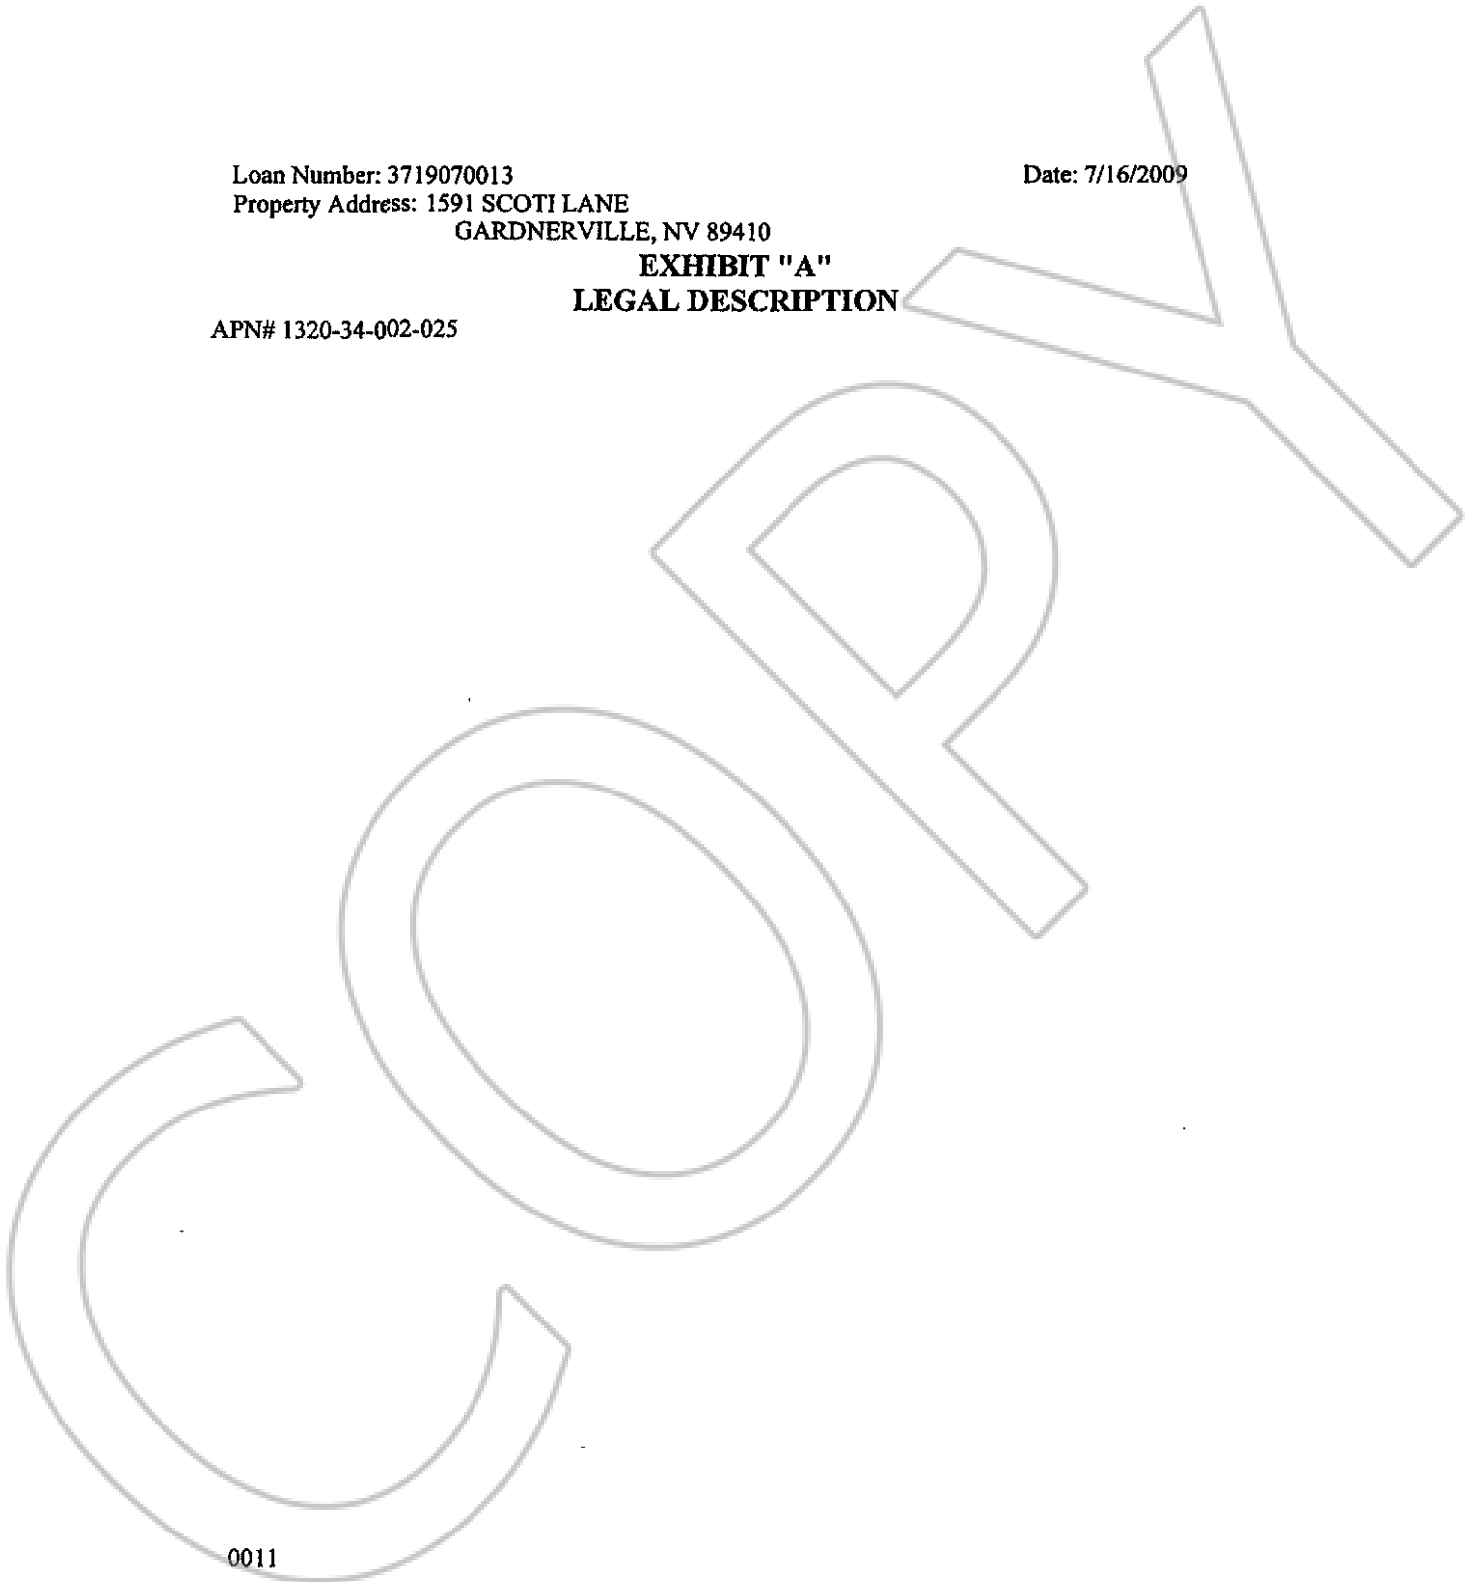 Loan Number: 3719070013 Date: 7/16/2009
Property Address: 1591 SCOTI LANE
GARDNERVILLE, NV 89410
EXHIBIT "A"
LEGAL DESCRIPTION
APN# 1320-34-002-025
COPY
0011